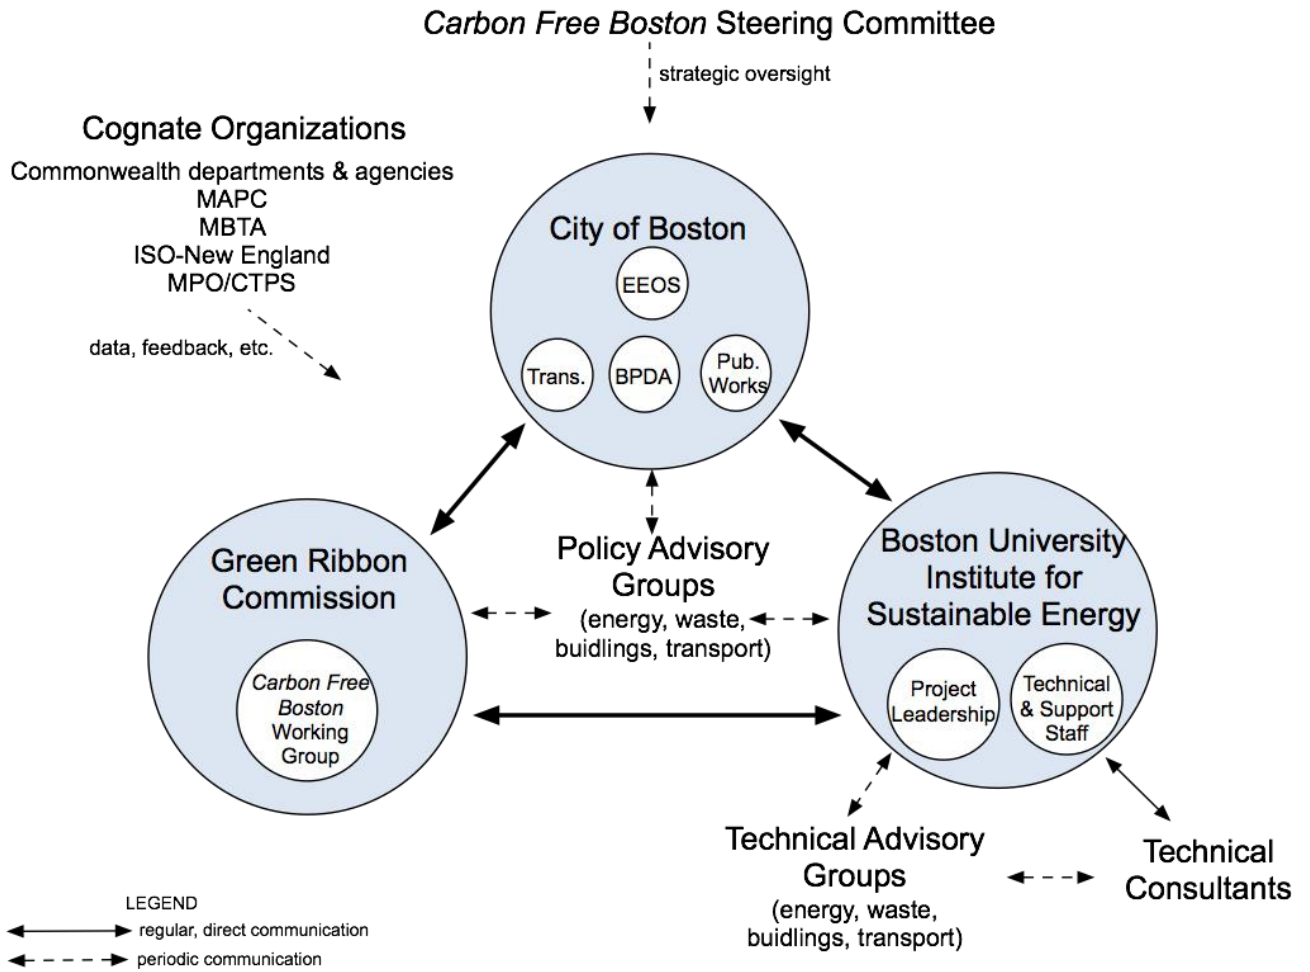 Carbon Free Boston Steering Committee
strategic oversight
Cognate Organizations
Commonwealth departments & agencies
MAPC
MBTA
ISO-New England
MPO/CTPS
data, feedback, etc.
City of Boston
EEOS
Trans.
BPDA
Pub.
Works
Green Ribbon
Commission
Carbon Free
Boston
Working
Group
Policy Advisory
Groups
(energy, waste,
buidlings, transport)
Boston University
Institute for
Sustainable Energy
Project
Leadership
Technical
& Support
Staff
Technical Advisory
Groups
(energy, waste,
buidlings, transport)
Technical
Consultants
LEGEND
regular, direct communication
periodic communication